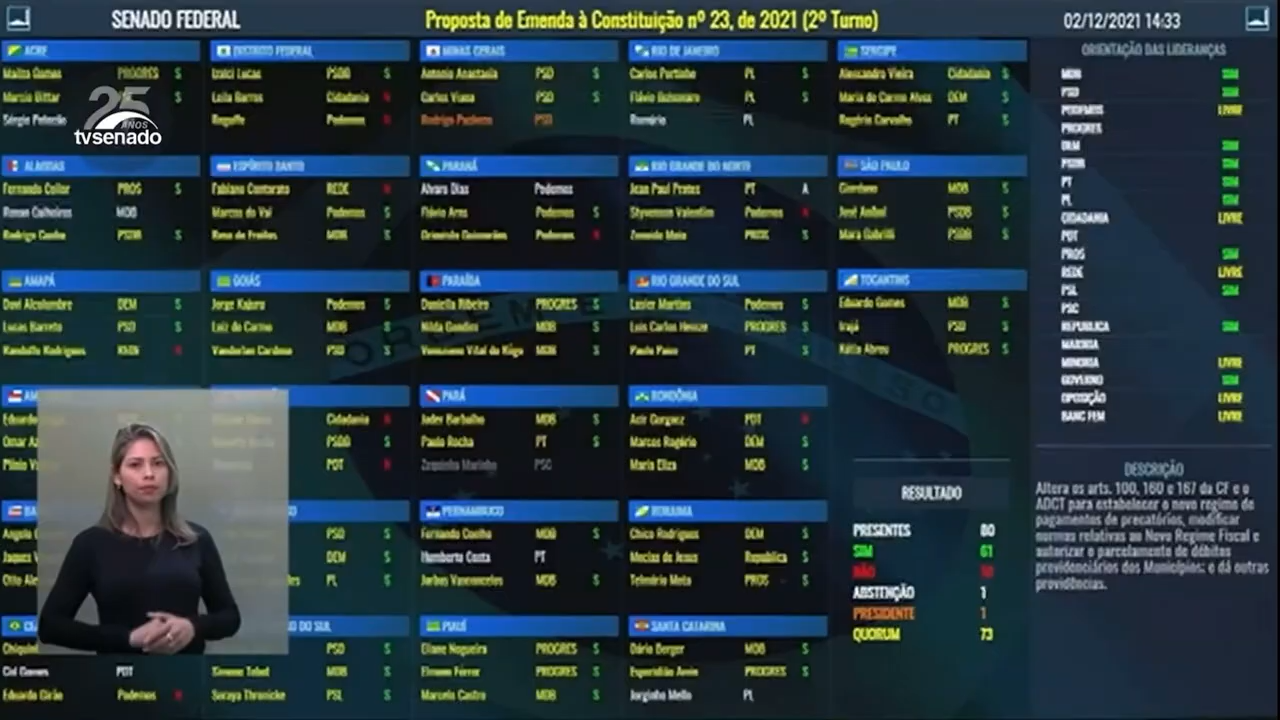 SENADO FEDERAL
Proposta de Emenda à Constituição nº 23, de 2021 (2º Turno)
02/12/2021 14:33
25 ANOS
tvsenado
ACRE
Mailza Gomes PROGRES S
Marcio Bittar S
Sérgio Petecão
ALAGOAS
Fernando Collor PROS S
Renan Calheiros MDB
Rodrigo Cunha PSDB S
AMAPÁ
Davi Alcolumbre DEM S
Lucas Barreto PSD S
Randolfe Rodrigues REDE N
Eduardo
Omar
Plínio
Angelo
Jaques
Otto
Cid Gomes PDT
Eduardo Girão Podemos N
DISTRITO FEDERAL
Izalci Lucas PSDB S
Leila Barros Cidadania N
Reguffe Podemos N
ESPÍRITO SANTO
Fabiano Contarato REDE N
Marcos do Val Podemos S
Rose de Freitas MDB S
GOIÁS
Jorge Kajuru Podemos S
Luiz do Carmo MDB S
Vanderlan Cardoso PSD S
Cidadania N
PSDB S
PDT N
PSD S
DEM S
PL S
DO SUL
PSD S
Simone Tebet MDB S
Soraya Thronicke PSL S
MINAS GERAIS
Antonio Anastasia PSD S
Carlos Viana PSD S
Rodrigo Pacheco PSD
PARANÁ
Alvaro Dias Podemos
Flávio Arns Podemos S
Oriovisto Guimarães Podemos N
PARAÍBA
Daniella Ribeiro PROGRES S
Nilda Gondim MDB S
Veneziano Vital do Rêgo MDB S
PARÁ
Jader Barbalho MDB S
Paulo Rocha PT S
Zequinha Marinho PSC
PERNAMBUCO
Fernando Coelho MDB S
Humberto Costa PT
Jarbas Vasconcelos MDB S
PIAUÍ
Eliane Nogueira PROGRES S
Elmano Férrer PROGRES S
Marcelo Castro MDB S
RIO DE JANEIRO
Carlos Portinho PL S
Flávio Bolsonaro PL S
Romário PL
RIO GRANDE DO NORTE
Jean Paul Prates PT A
Styvenson Valentim Podemos N
Zenaide Maia PROS S
RIO GRANDE DO SUL
Lasier Martins Podemos S
Luis Carlos Heinze PROGRES S
Paulo Paim PT S
RONDÔNIA
Acir Gurgacz PDT N
Marcos Rogério DEM S
Maria Eliza MDB S
RORAIMA
Chico Rodrigues DEM S
Mecias de Jesus Republica S
Telmário Mota PROS
SANTA CATARINA
Dário Berger MDB S
Esperidião Amin PROGRES S
Jorginho Mello PL
SERGIPE
Alessandro Vieira Cidadania S
Maria do Carmo Alves DEM S
Rogério Carvalho PT S
SÃO PAULO
Giordano MDB S
José Aníbal PSDB S
Mara Gabrilli PSDB S
TOCANTINS
Eduardo Gomes MDB S
Irajá PSD S
Kátia Abreu PROGRES S
RESULTADO
PRESENTES 80
SIM 61
NÃO 10
ABSTENÇÃO 1
PRESIDENTE 1
QUORUM 73
ORIENTAÇÃO DAS LIDERANÇAS
MDB SIM
PSD SIM
PODEMOS LIVRE
PROGRES
DEM SIM
PSDB SIM
PT SIM
PL SIM
CIDADANIA LIVRE
PDT
PROS SIM
REDE LIVRE
PSL SIM
PSC
REPUBLICA SIM
MAIORIA
MINORIA LIVRE
GOVERNO SIM
OPOSIÇÃO LIVRE
BANC FEM LIVRE
DESCRIÇÃO
Altera os arts. 100, 160 e 167 da CF e o
ADCT para estabelecer o novo regime de
pagamentos de precatórios, modificar
normas relativas ao Novo Regime Fiscal e
autorizar o parcelamento de débitos
previdenciários dos Municípios; e dá outras
providências.